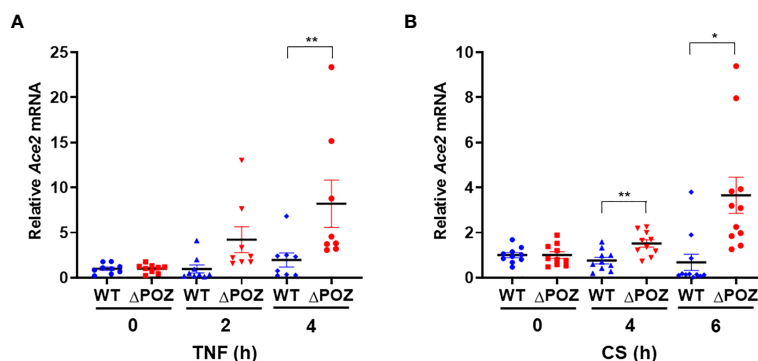 A
Relative Ace2 mRNA
25
20
15
10
5
0
**
WT ΔPOZ WT ΔPOZ WT ΔPOZ
0 2 4
TNF (h)
B
Relative Ace2 mRNA
10
8
6
4
2
0
**
*
WT ΔPOZ WT ΔPOZ WT ΔPOZ
0 4 6
CS (h)